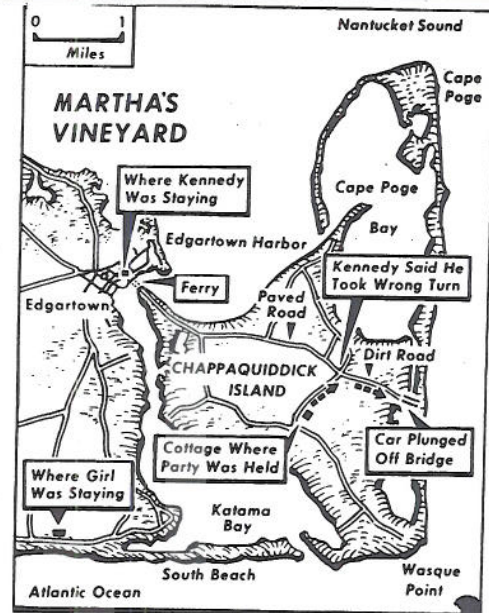 0 1
Miles
Nantucket Sound
Cape
Poge
MARTHA'S
VINEYARD
Where Kennedy
Was Staying
Cape Poge
Bay
Edgartown Harbor
Kennedy Said He
Took Wrong Turn
Edgartown
Ferry
Paved
Road
Dirt Road
CHAPPAQUIDDICK
ISLAND
Cottage Where
Party Was Held
Car Plunged
Off Bridge
Where Girl
Was Staying
Katama
Bay
South Beach
Wasque
Point
Atlantic Ocean